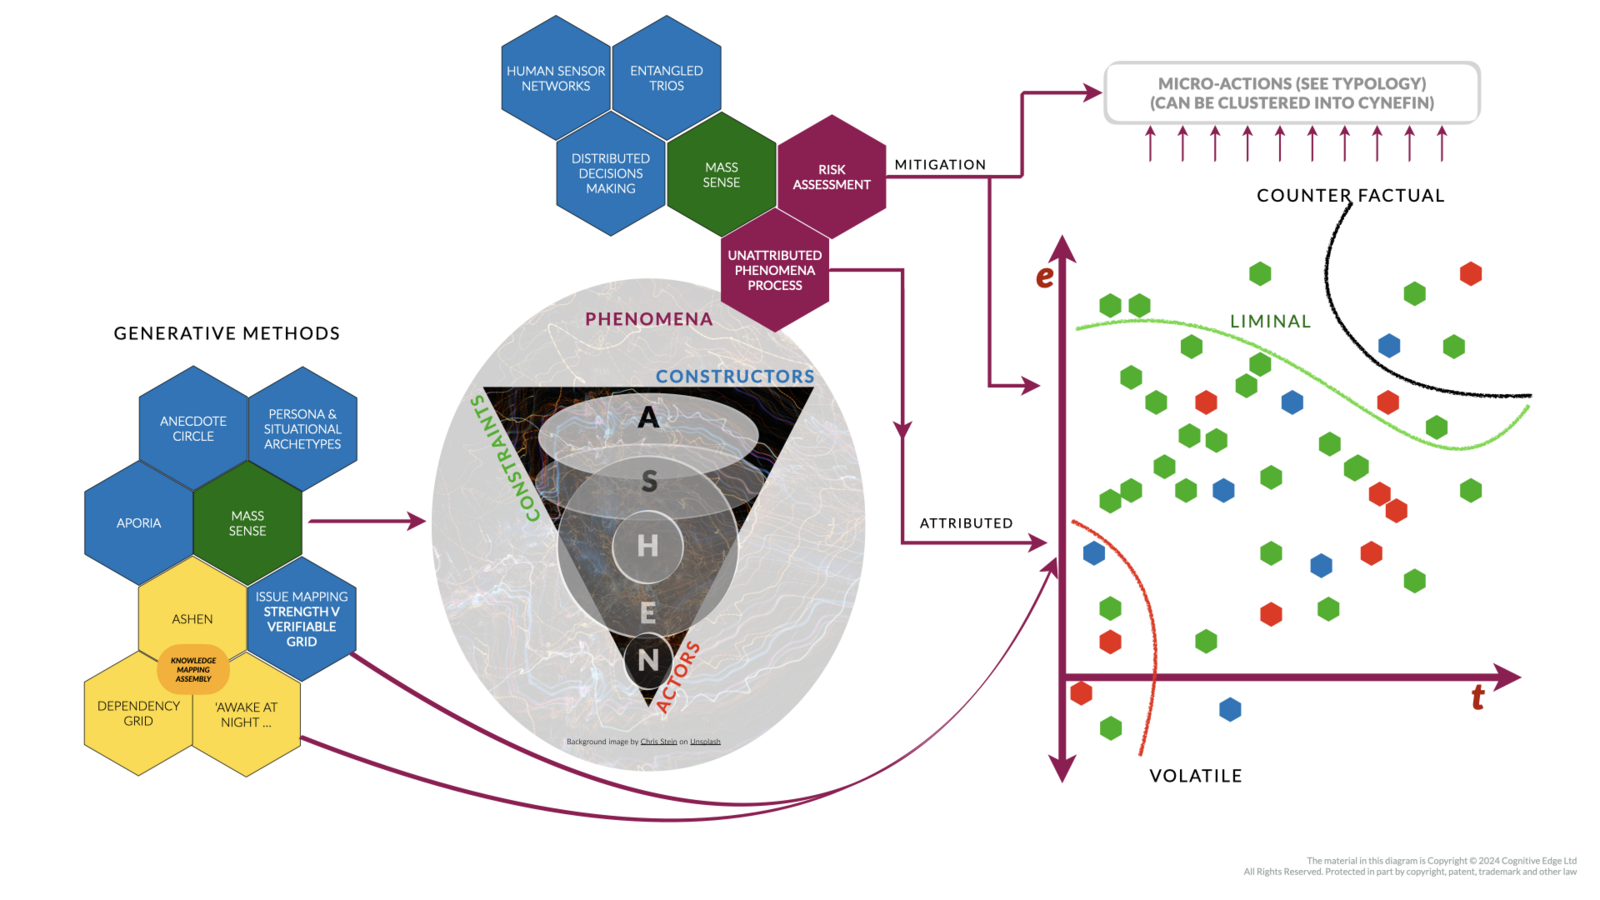 HUMAN SENSOR
NETWORKS
ENTANGLED
TRIOS
DISTRIBUTED
DECISIONS
MAKING
MASS
SENSE
RISK
ASSESSMENT
MITIGATION
UNATTRIBUTED
PHENOMENA
PROCESS
MICRO-ACTIONS (SEE TYPOLOGY)
(CAN BE CLUSTERED INTO CYNEFIN)
COUNTER FACTUAL
e
LIMINAL
GENERATIVE METHODS
ANECDOTE
CIRCLE
PERSONA &
SITUATIONAL
ARCHETYPES
APORIA
MASS
SENSE
ASHEN
ISSUE MAPPING
STRENGTH V
VERIFIABLE
GRID
KNOWLEDGE
MAPPING
ASSEMBLY
DEPENDENCY
GRID
'AWAKE AT
NIGHT ...
PHENOMENA
CONSTRUCTORS
CONSTRAINTS
A
S
H
E
N
ACTORS
Background image by Chris Stein on Unsplash
ATTRIBUTED
t
VOLATILE
The material in this diagram is Copyright © 2024 Cognitive Edge Ltd
All Rights Reserved. Protected in part by copyright, patent, trademark and other law